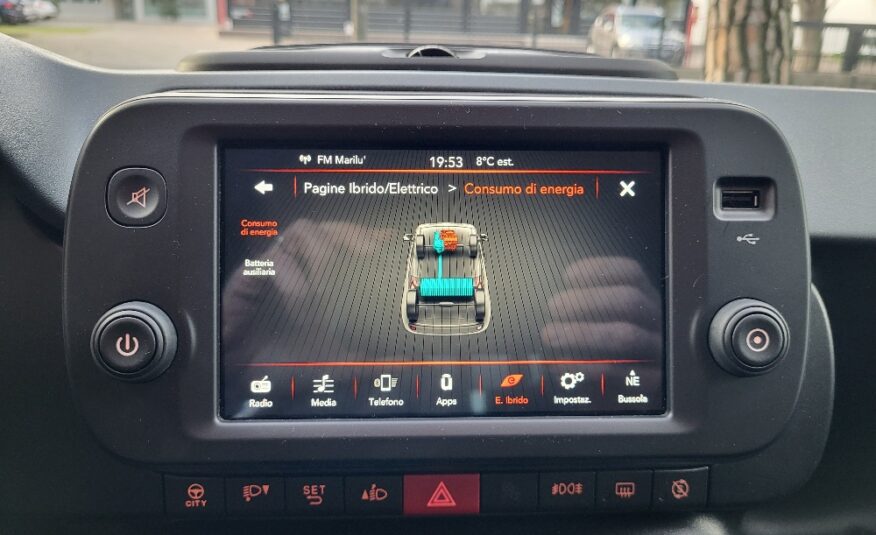 FM Marilu' 19:53 8°C est.
Pagine Ibrido/Elettrico > Consumo di energia
Consumo
di energia
Batteria
ausiliaria
Radio Media Telefono Apps E. Ibrido Impostaz. NE
Bussola
CITY SET